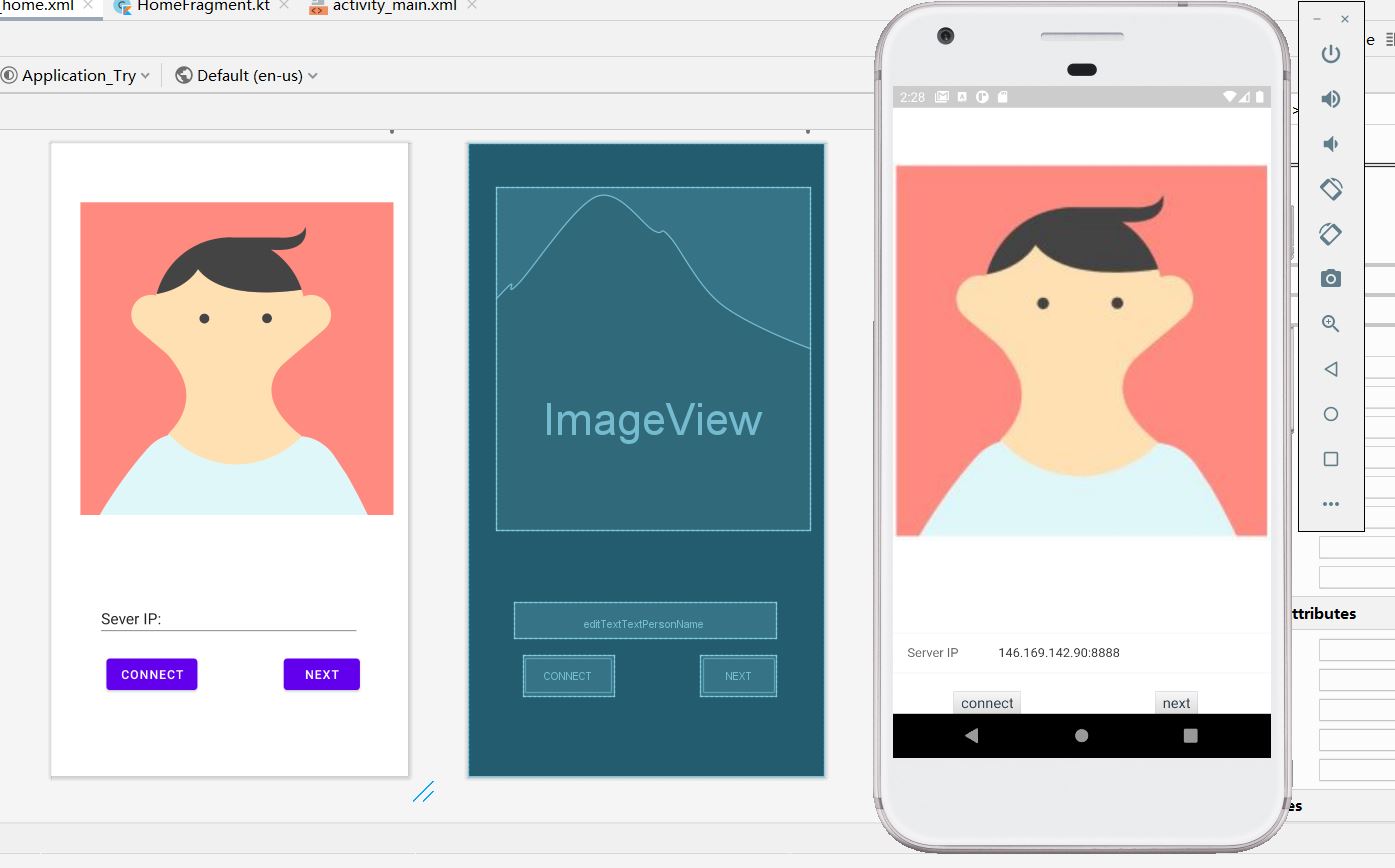 _home.xml
HomeFragment.kt
activity_main.xml
Application_Try
Default (en-us)
Sever IP:
CONNECT
NEXT
ImageView
editTextTextPersonName
CONNECT
NEXT
2:28
Server IP
146.169.142.90:8888
connect
next
e
>
ttributes
es